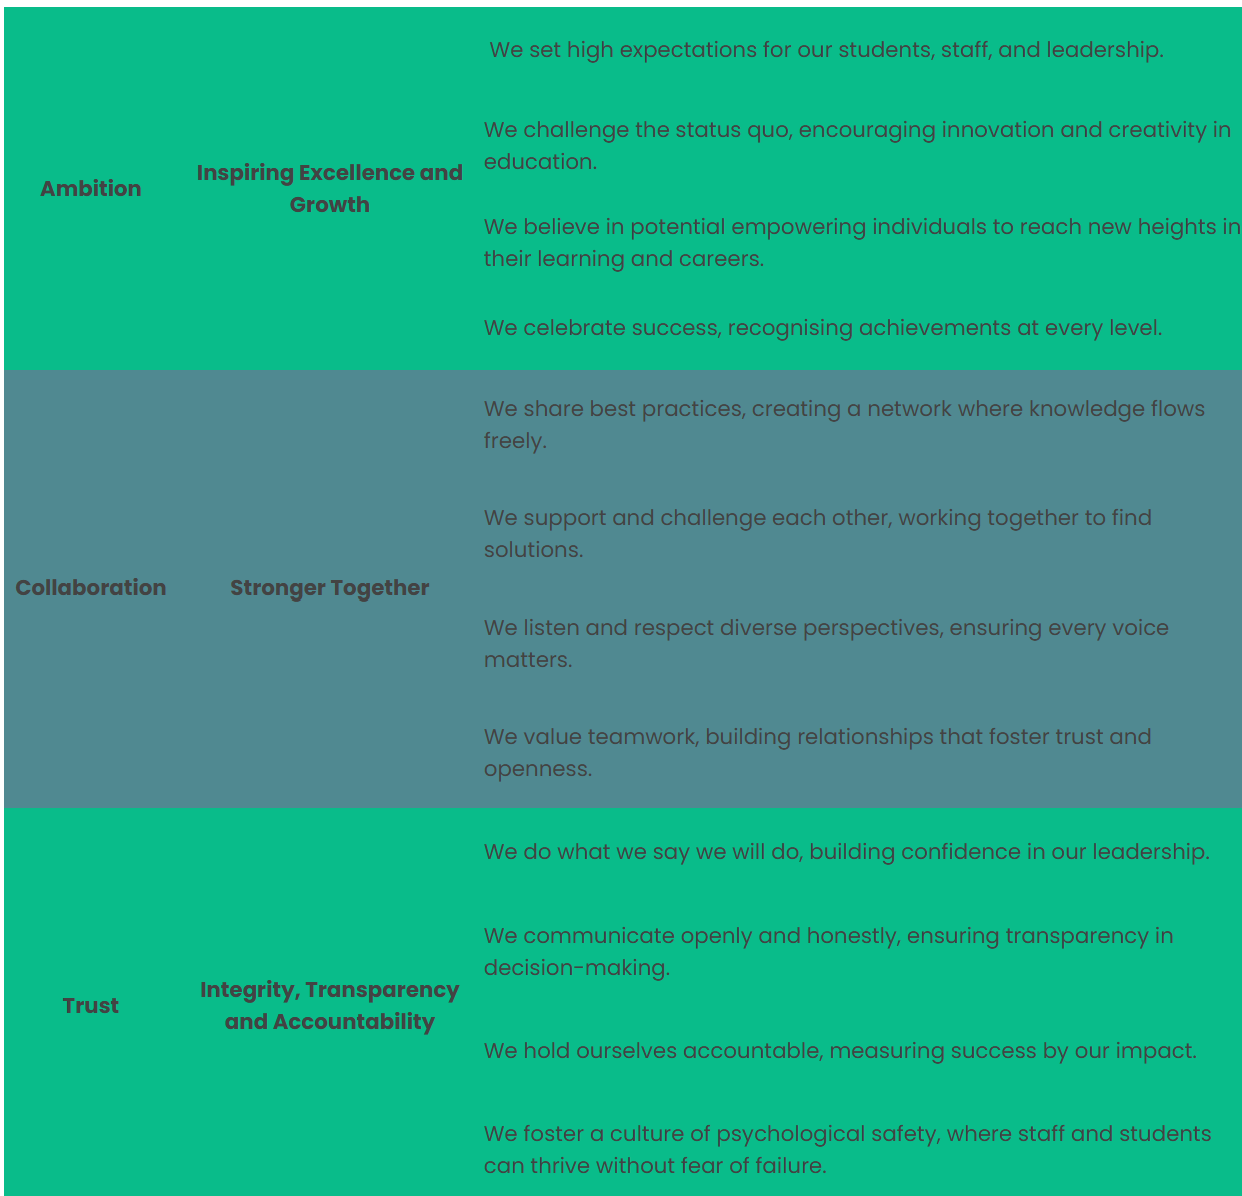 Ambition
Inspiring Excellence and
Growth
We set high expectations for our students, staff, and leadership.
We challenge the status quo, encouraging innovation and creativity in
education.
We believe in potential empowering individuals to reach new heights in
their learning and careers.
We celebrate success, recognising achievements at every level.
Collaboration
Stronger Together
We share best practices, creating a network where knowledge flows
freely.
We support and challenge each other, working together to find
solutions.
We listen and respect diverse perspectives, ensuring every voice
matters.
We value teamwork, building relationships that foster trust and
openness.
Trust
Integrity, Transparency
and Accountability
We do what we say we will do, building confidence in our leadership.
We communicate openly and honestly, ensuring transparency in
decision-making.
We hold ourselves accountable, measuring success by our impact.
We foster a culture of psychological safety, where staff and students
can thrive without fear of failure.